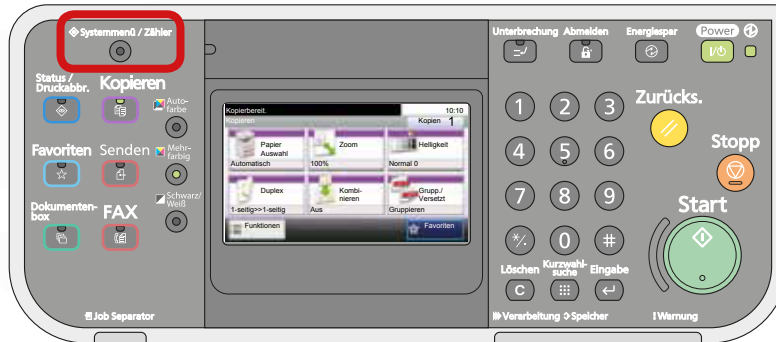 Systemmenü / Zähler
Status /
Druckabbr.
Kopieren
Auto-
farbe
Favoriten
Senden
Mehr-
farbig
Dokumenten-
box
FAX
Schwarz/
Weiß
Job Separator
Kopierbereit.
10:10
Kopieren
Kopien 1
Papier
Auswahl
Automatisch
Zoom
100%
Helligkeit
Normal 0
Duplex
1-seitig>>1-seitig
Kombi-
nieren
Aus
Grupp./
Versetzt
Gruppieren
Funktionen
Favoriten
Unterbrechung
Abmelden
Energiespar
Power
1
2
3
Zurücks.
4
5
6
Stopp
7
8
9
Start
*/.
0
#
Löschen
Kurzwahl-
suche
Eingabe
C
Verarbeitung
Speicher
! Warnung